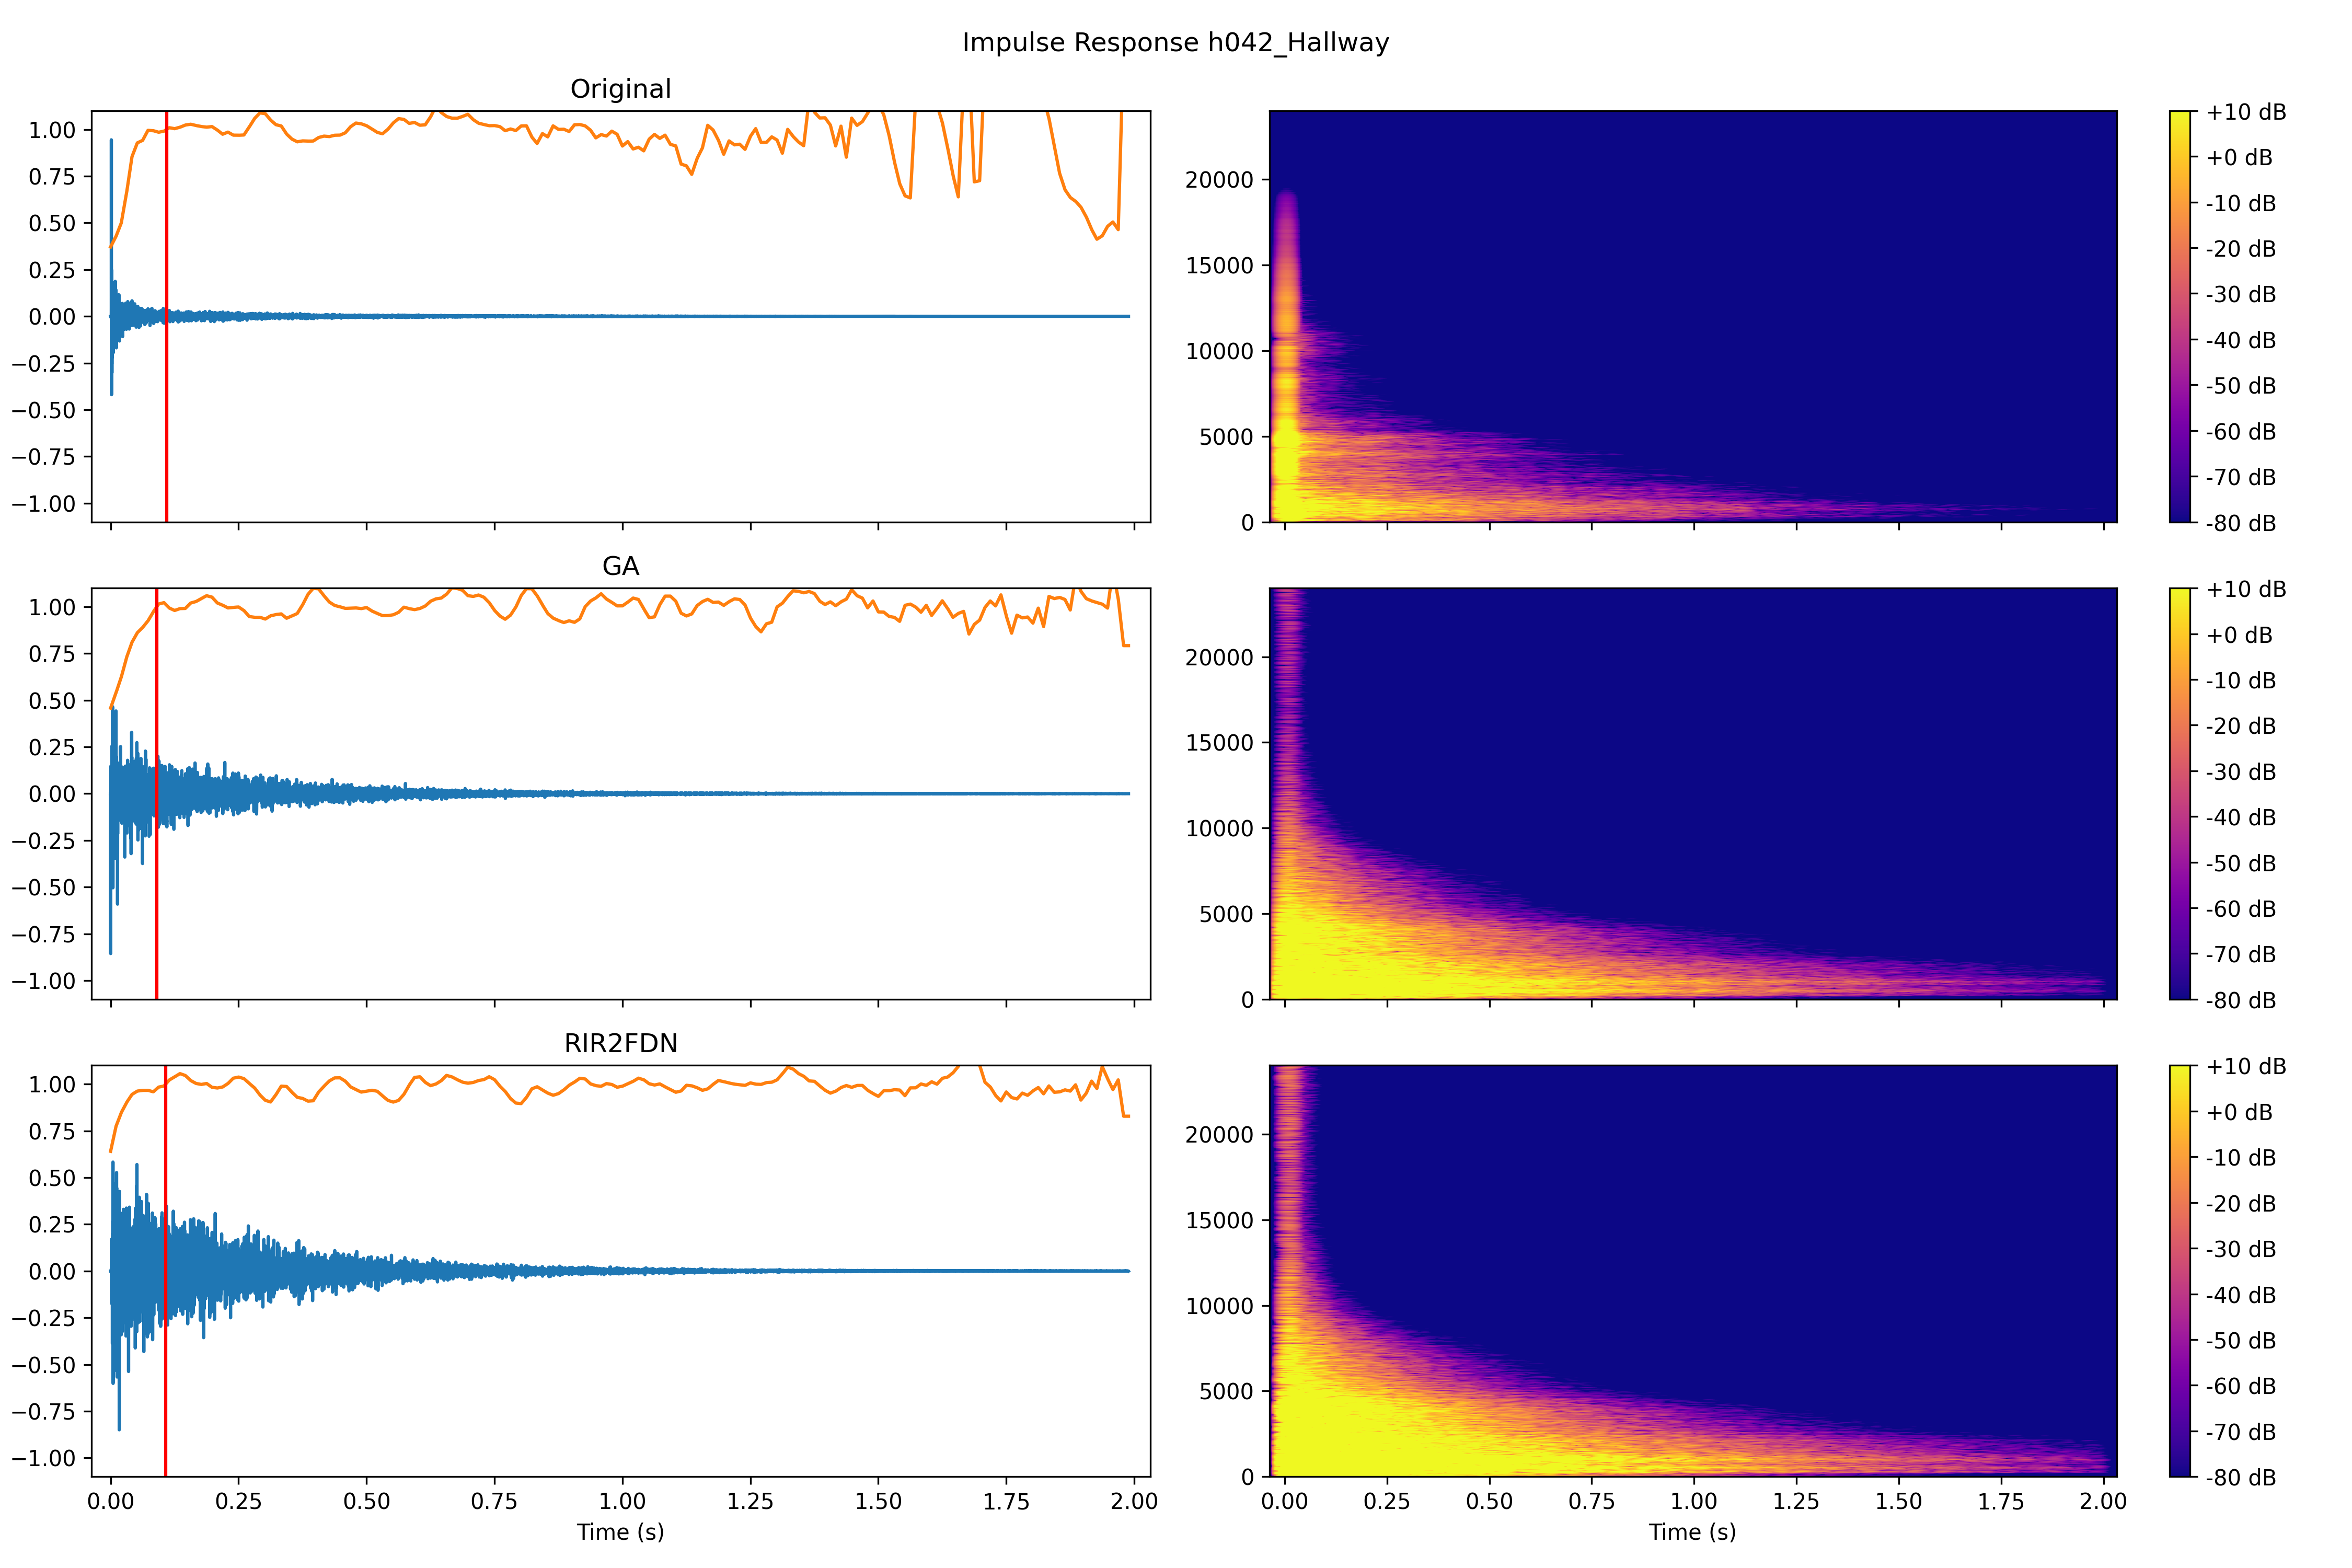 Impulse Response h042_Hallway
Original
1.00
0.75
0.50
0.25
0.00
−0.25
−0.50
−0.75
−1.00
20000
15000
10000
5000
0
+10 dB
+0 dB
-10 dB
-20 dB
-30 dB
-40 dB
-50 dB
-60 dB
-70 dB
-80 dB
GA
1.00
0.75
0.50
0.25
0.00
−0.25
−0.50
−0.75
−1.00
20000
15000
10000
5000
0
+10 dB
+0 dB
-10 dB
-20 dB
-30 dB
-40 dB
-50 dB
-60 dB
-70 dB
-80 dB
RIR2FDN
1.00
0.75
0.50
0.25
0.00
−0.25
−0.50
−0.75
−1.00
0.00 0.25 0.50 0.75 1.00 1.25 1.50 1.75 2.00
Time (s)
20000
15000
10000
5000
0
0.00 0.25 0.50 0.75 1.00 1.25 1.50 1.75 2.00
Time (s)
+10 dB
+0 dB
-10 dB
-20 dB
-30 dB
-40 dB
-50 dB
-60 dB
-70 dB
-80 dB